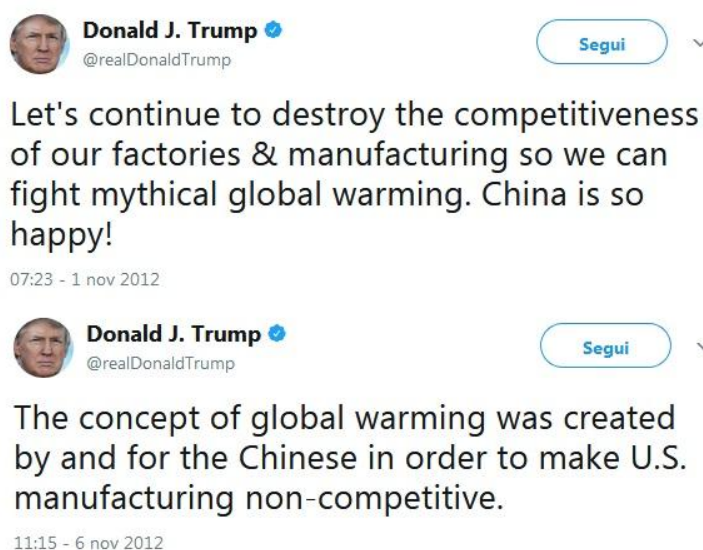 Donald J. Trump
@realDonaldTrump
Segui
Let's continue to destroy the competitiveness
of our factories & manufacturing so we can
fight mythical global warming. China is so
happy!
07:23 - 1 nov 2012
Donald J. Trump
@realDonaldTrump
Segui
The concept of global warming was created
by and for the Chinese in order to make U.S.
manufacturing non-competitive.
11:15 - 6 nov 2012